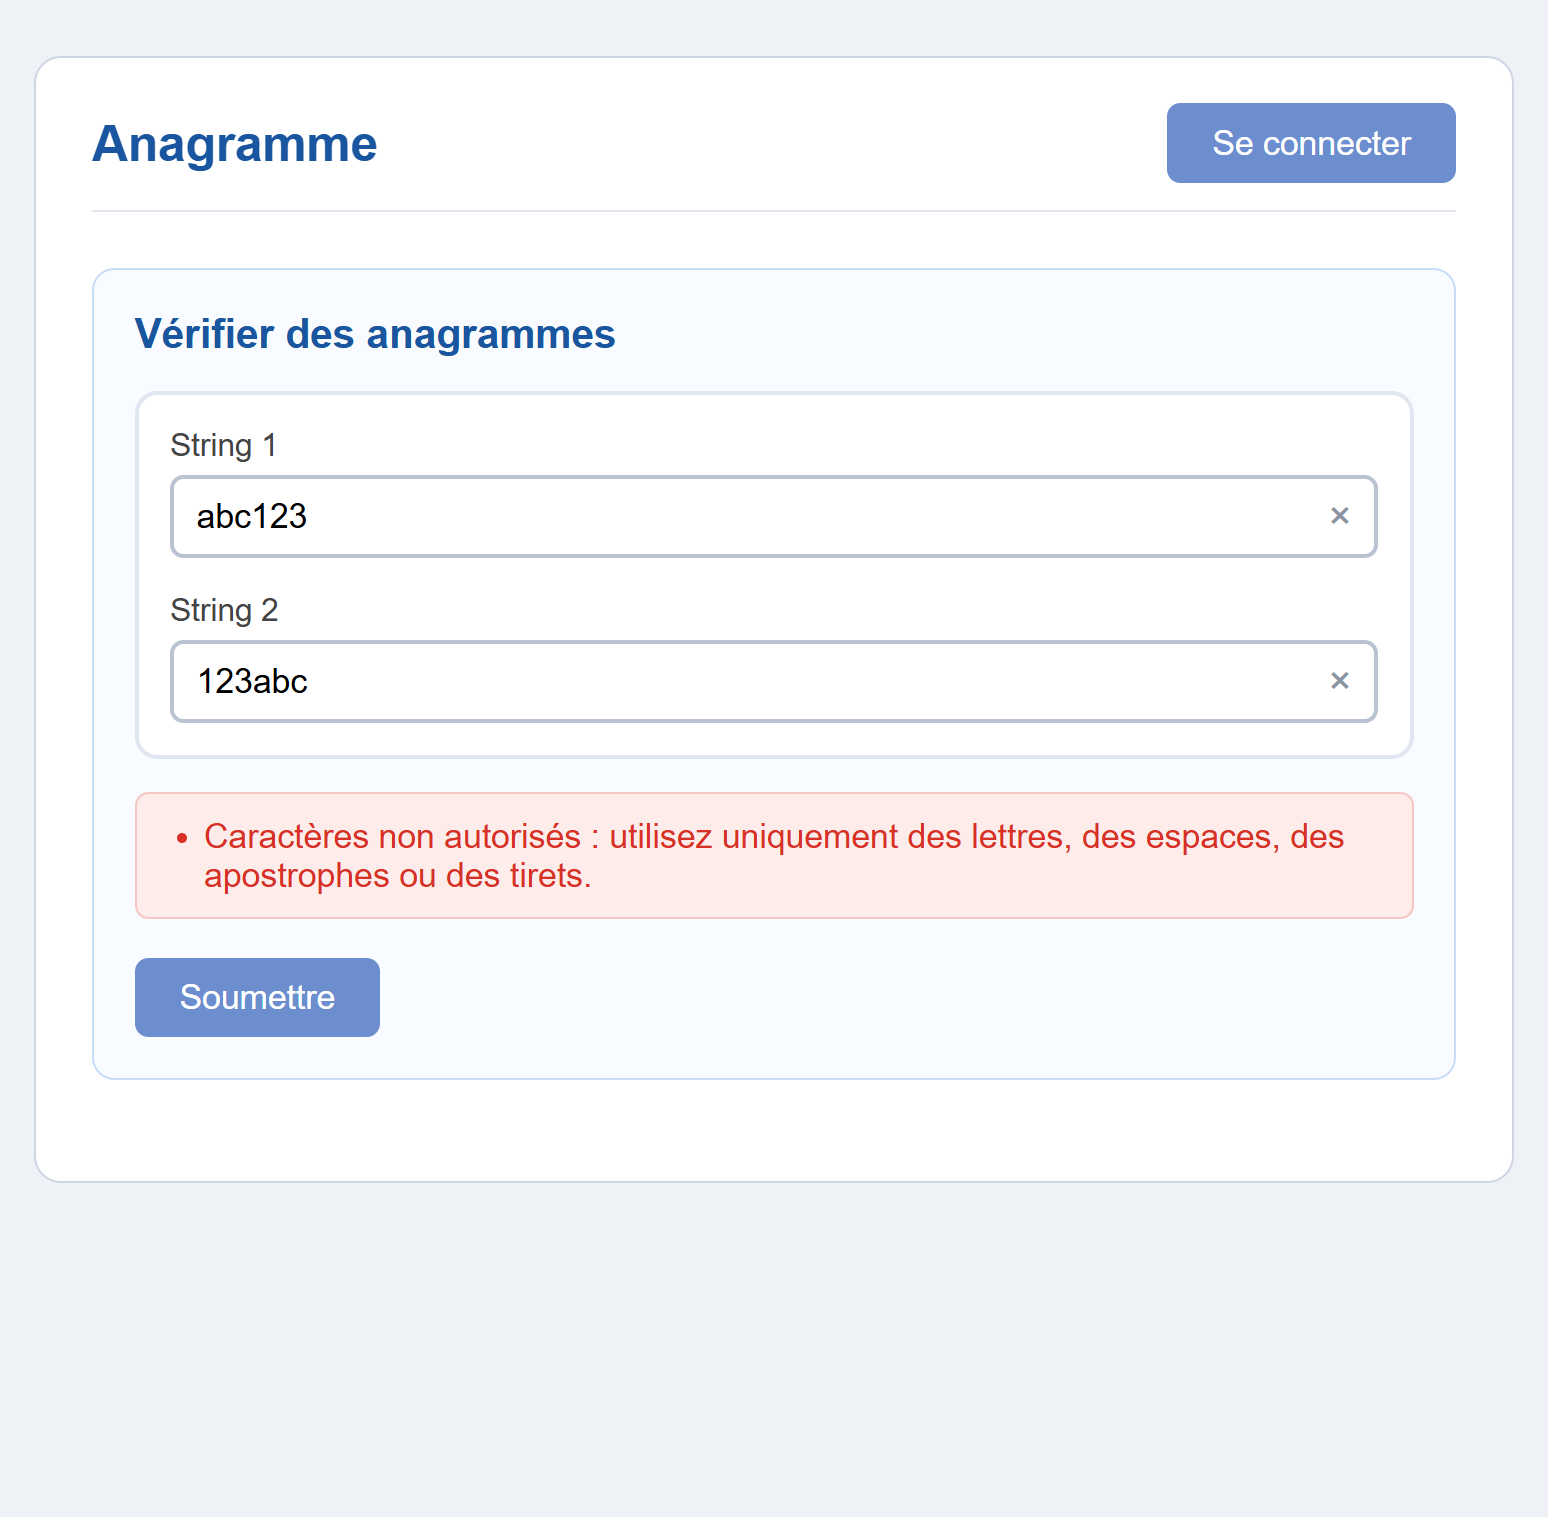 Anagramme
Se connecter
Vérifier des anagrammes
String 1
abc123
String 2
123abc
Caractères non autorisés : utilisez uniquement des lettres, des espaces, des
apostrophes ou des tirets.
Soumettre